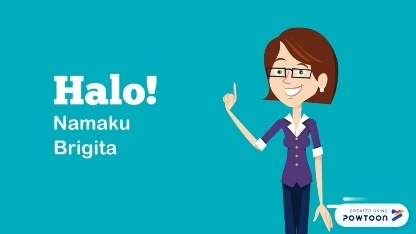 Halo!
Namaku
Brigita
CREATED USING
POWTOON